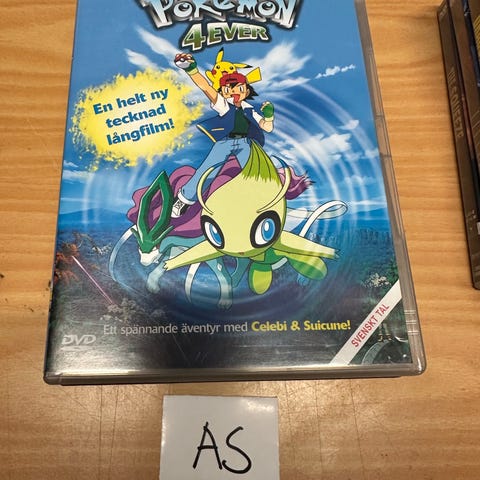 POKéMON
4EVER
En helt ny
tecknad
långfilm!
Ett spännande äventyr med Celebi & Suicune!
SVENSKT TAL
DVD
AS